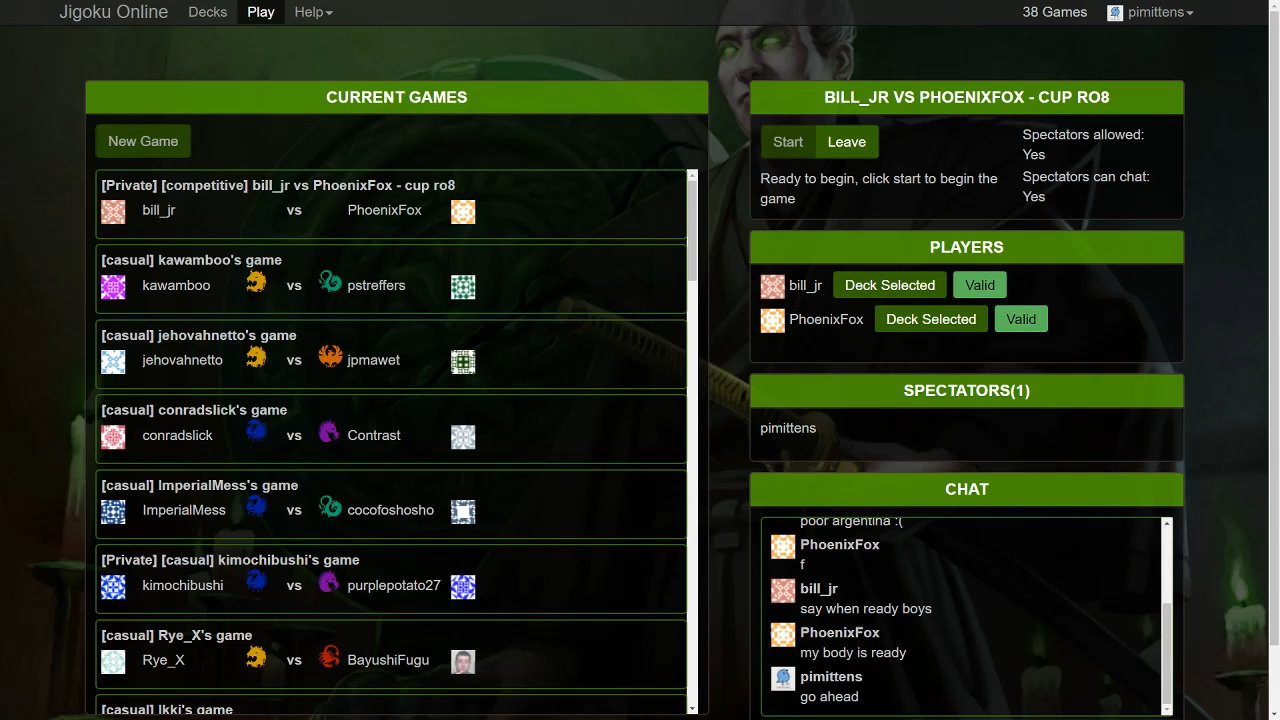 Jigoku Online Decks Play Help 38 Games pimittens
CURRENT GAMES
New Game
[Private] [competitive] bill_jr vs PhoenixFox - cup ro8
bill_jr vs PhoenixFox
[casual] kawamboo's game
kawamboo vs pstreffers
[casual] jehovahnetto's game
jehovahnetto vs jpmawet
[casual] conradslick's game
conradslick vs Contrast
[casual] ImperialMess's game
ImperialMess vs cocofoshosho
[Private] [casual] kimochibushi's game
kimochibushi vs purplepotato27
[casual] Rye_X's game
Rye_X vs BayushiFugu
[casual] Ikki's game
BILL_JR VS PHOENIXFOX - CUP RO8
Start Leave
Ready to begin, click start to begin the
game
Spectators allowed:
Yes
Spectators can chat:
Yes
PLAYERS
bill_jr Deck Selected Valid
PhoenixFox Deck Selected Valid
SPECTATORS(1)
pimittens
CHAT
poor argentina :(
PhoenixFox
f
bill_jr
say when ready boys
PhoenixFox
my body is ready
pimittens
go ahead